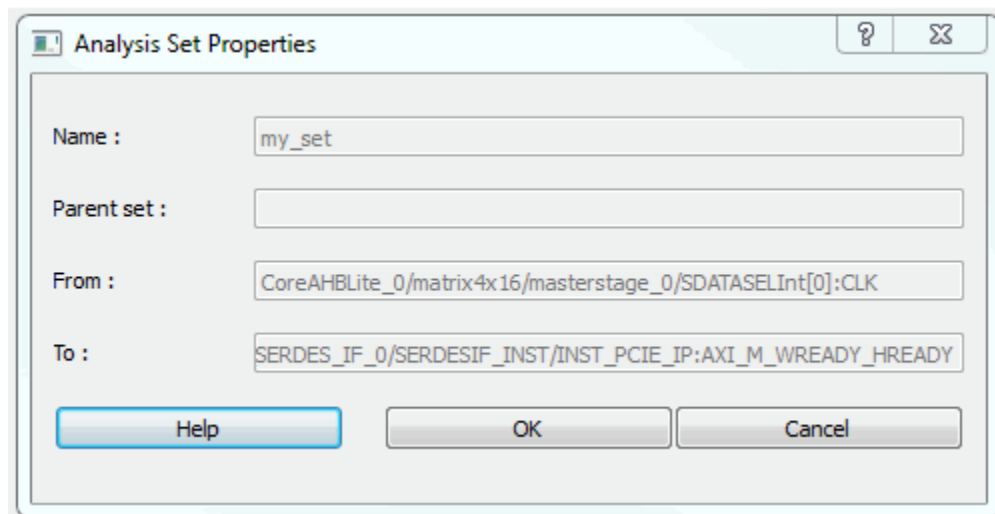 Analysis Set Properties
Name :
my_set
Parent set :
From :
CoreAHBLite_0/matrix4x16/masterstage_0/SDATASELInt[0]:CLK
To :
SERDES_IF_0/SERDESIF_INST/INST_PCIE_IP:AXI_M_WREADY_HREADY
Help
OK
Cancel